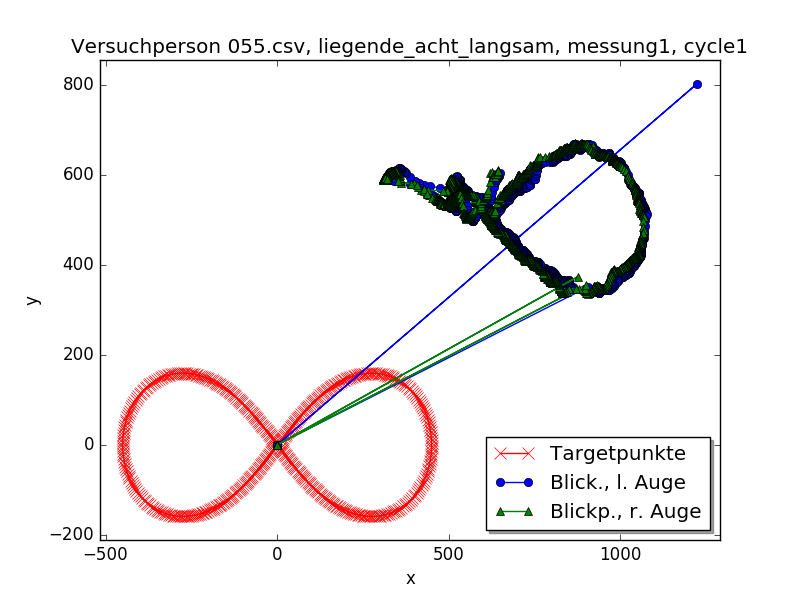 Versuchperson 055.csv, liegende_acht_langsam, messung1, cycle1
800
600
400
200
0
−200
y
−500
0
500
1000
x
Targetpunkte
Blick., l. Auge
Blickp., r. Auge